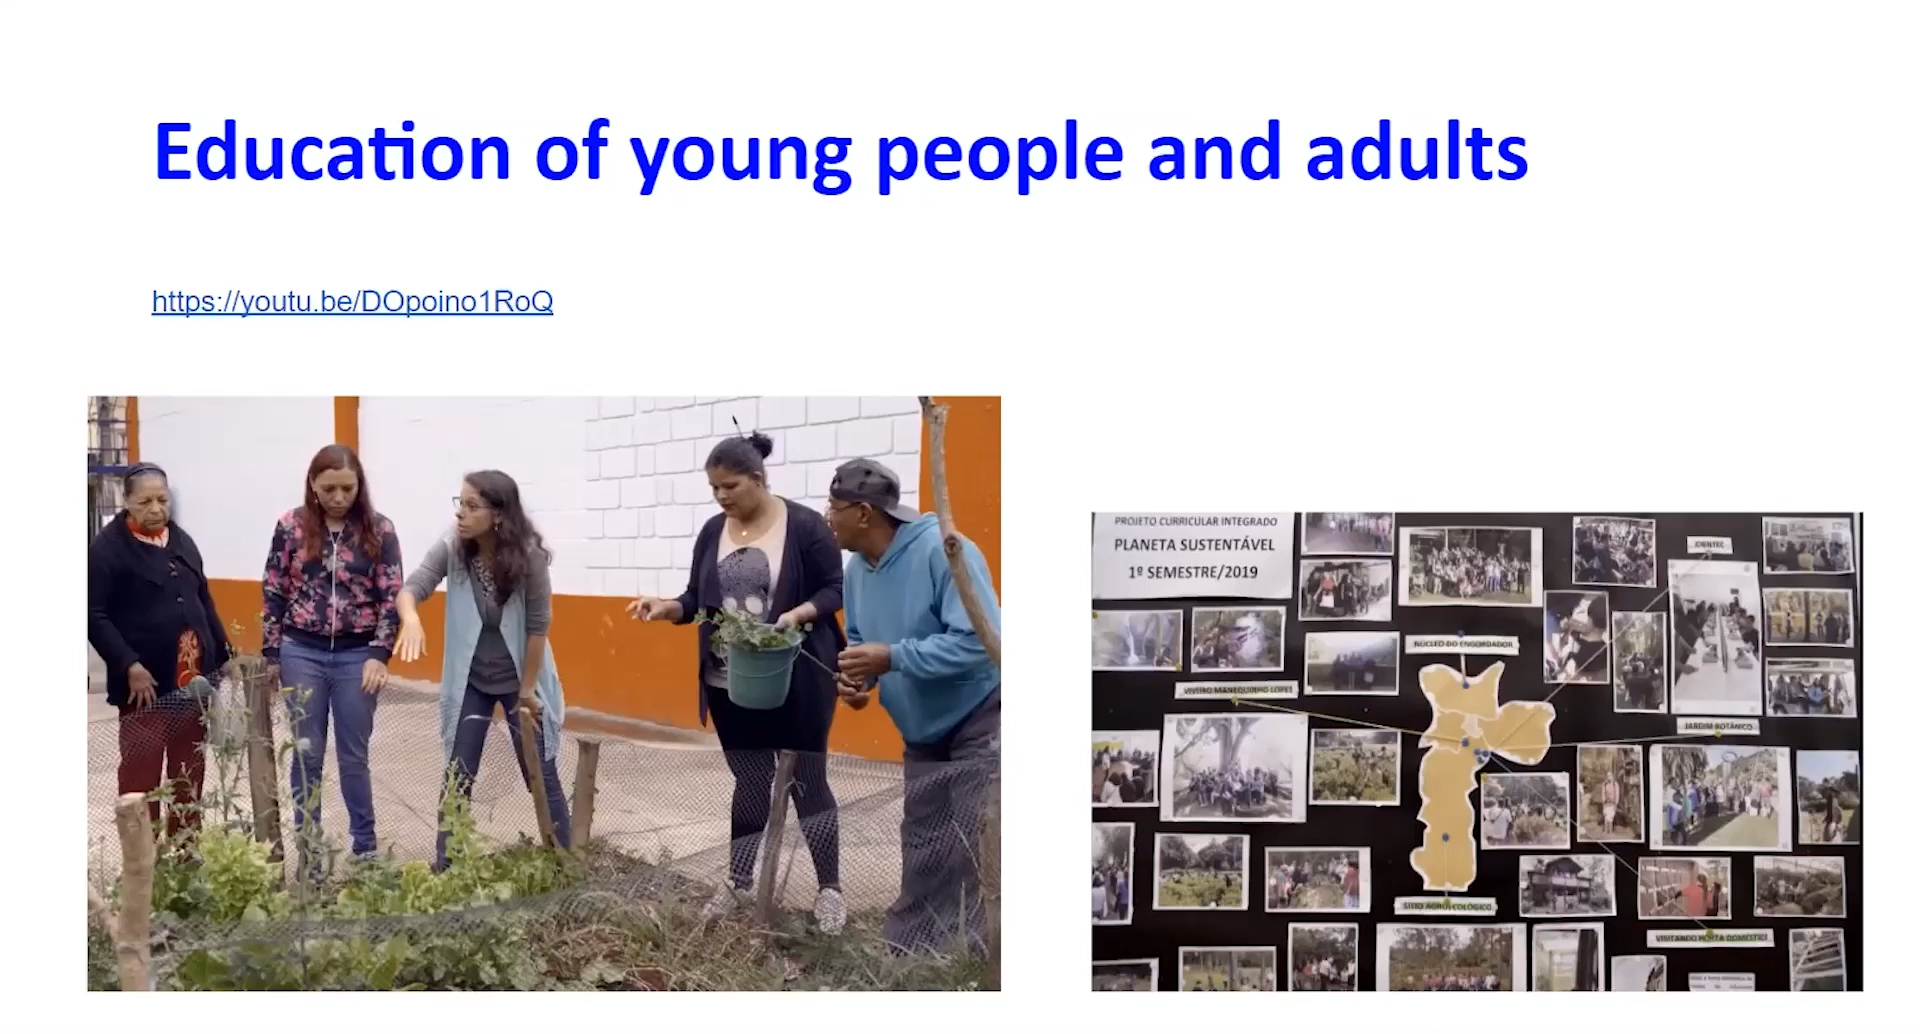 Education of young people and adults
https://youtu.be/DOpoino1RoQ
PROJETO CURRICULAR INTEGRADO
PLANETA SUSTENTÁVEL
1º SEMESTRE/2019
NÚCLEO DO ENGORDADOR
VIVEIRO MANEQUINHO LOPES
JARDIM BOTÂNICO
SÍTIO AGROECOLÓGICO
VISITANDO HORTA DOMÉSTICA